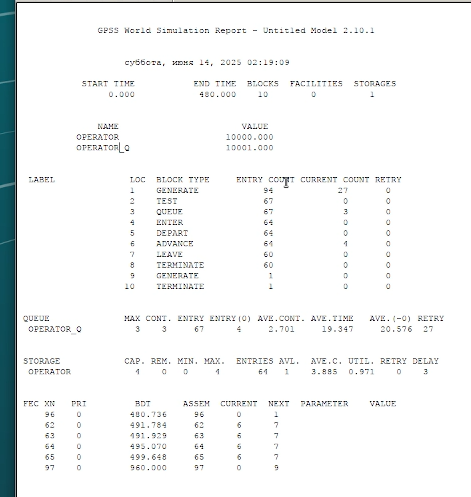 GPSS World Simulation Report - Untitled Model 2.10.1
суббота, июня 14, 2025 02:19:09
START TIME END TIME BLOCKS FACILITIES STORAGES
0.000 480.000 10 0 1
NAME VALUE
OPERATOR 10000.000
OPERATOR_Q 10001.000
LABEL LOC BLOCK TYPE ENTRY COUNT CURRENT COUNT RETRY
1 GENERATE 94 27 0
2 TEST 67 0 0
3 QUEUE 67 3 0
4 ENTER 64 0 0
5 DEPART 64 0 0
6 ADVANCE 64 4 0
7 LEAVE 60 0 0
8 TERMINATE 60 0 0
9 GENERATE 1 0 0
10 TERMINATE 1 0 0
QUEUE MAX CONT. ENTRY ENTRY(0) AVE.CONT. AVE.TIME AVE.(-0) RETRY
OPERATOR_Q 3 3 67 4 2.701 19.347 20.576 27
STORAGE CAP. REM. MIN. MAX. ENTRIES AVL. AVE.C. UTIL. RETRY DELAY
OPERATOR 4 0 0 4 64 1 3.885 0.971 0 3
FEC XN PRI BDT ASSEM CURRENT NEXT PARAMETER VALUE
96 0 480.736 96 0 1
62 0 491.784 62 6 7
63 0 491.929 63 6 7
64 0 495.070 64 6 7
65 0 499.648 65 6 7
97 0 960.000 97 0 9